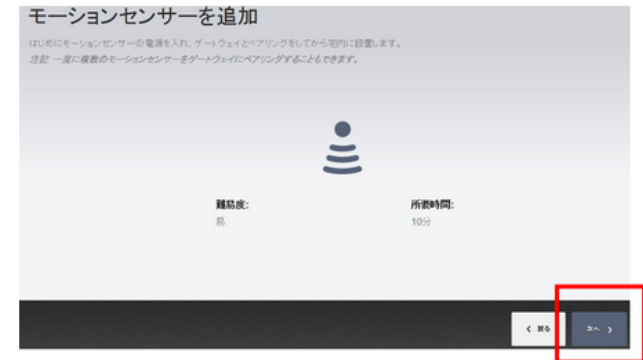 モーションセンサーを追加
はじめにモーションセンサーの電源を入れ、ゲートウェイとペアリングをしてから宅内に設置します。
注記: 一度に複数のモーションセンサーをゲートウェイにペアリングすることもできます。
難易度:
易
所要時間:
10分
戻る
次へ